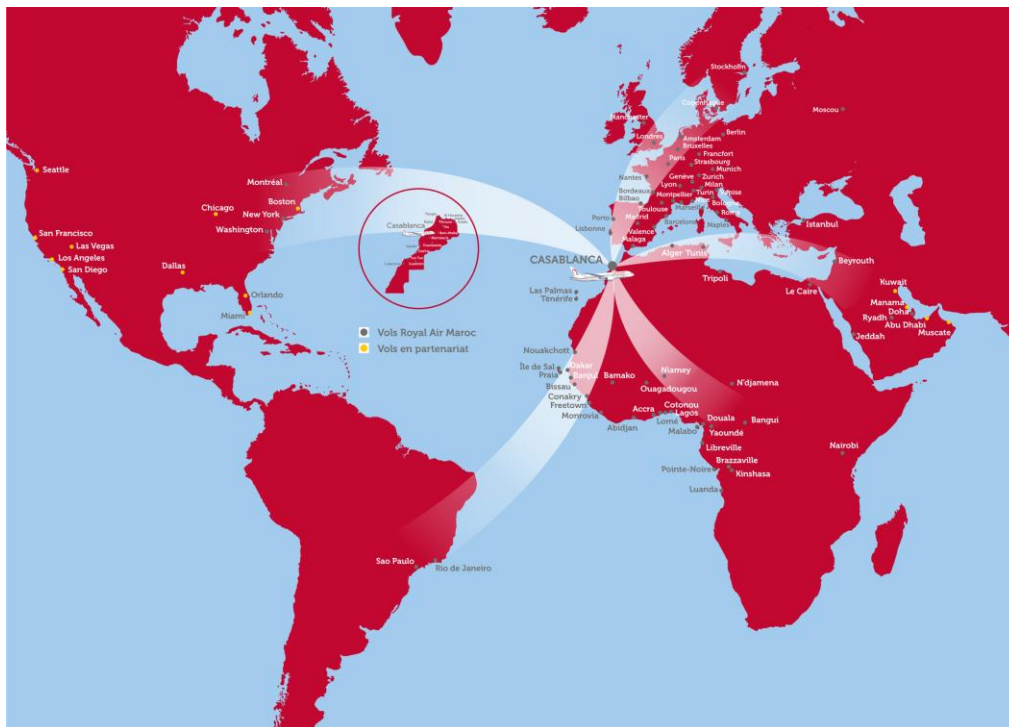 Stockholm
Copenhague
Moscou
Manchester
Berlin
Londres
Amsterdam
Bruxelles
Francfort
Paris
Strasbourg
Munich
Seattle
Nantes
Genève
Zurich
Montréal
Lyon
Milan
Bordeaux
Montpellier
Turin
Venise
Bilbao
Boston
Nice
Chicago
Toulouse
Marseille
Bologne
New York
Porto
Madrid
Barcelone
Rome
Istanbul
Washington
Lisbonne
Valence
Naples
Casablanca
San Francisco
Malaga
Las Vegas
Alger Tunis
Los Angeles
CASABLANCA
Beyrouth
San Diego
Dallas
Tripoli
Kuwait
Orlando
Las Palmas
Le Caire
Ténérife
Manama
Miami
Doha
Ryadh
Abu Dhabi
Vols Royal Air Maroc
Muscate
Jeddah
Vols en partenariat
Nouakchott
Île de Sal
Dakar
Praia
Banjul
Bamako
Niamey
Bissau
Ouagadougou
N'djamena
Conakry
Freetown
Accra
Cotonou
Lagos
Monrovia
Lomé
Douala
Bangui
Abidjan
Malabo
Yaoundé
Libreville
Nairobi
Brazzaville
Pointe-Noire
Kinshasa
Luanda
Sao Paulo
Rio de Janeiro